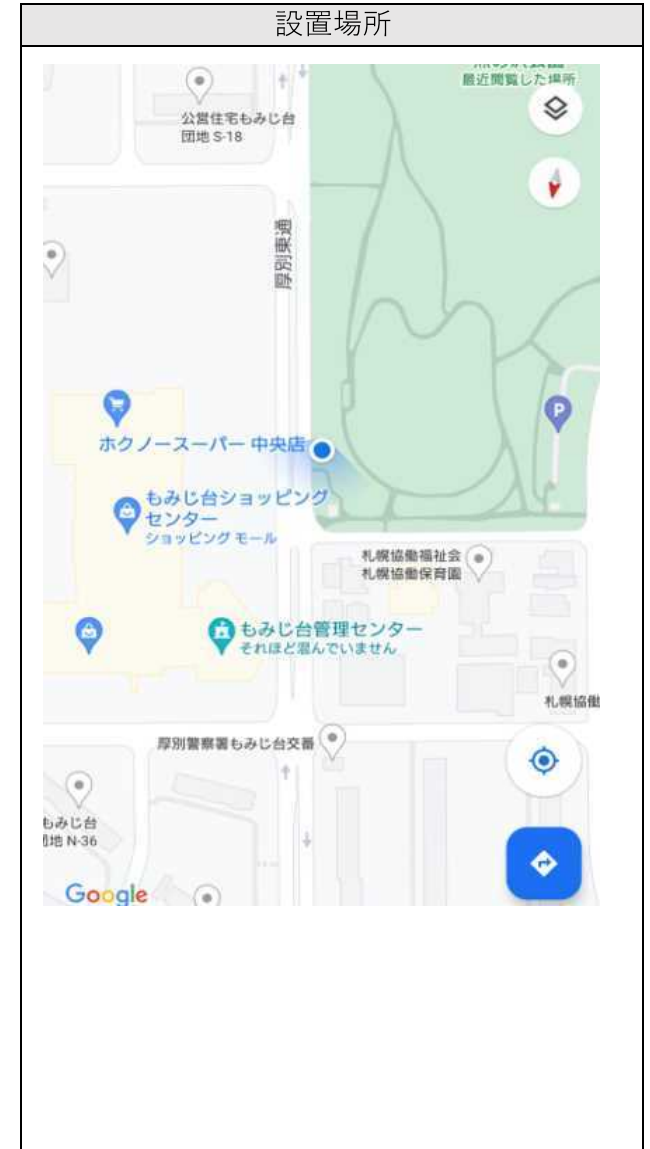 設置場所
最近閲覧した場所
公営住宅もみじ台
団地 S-18
厚別東通
ホクノースーパー 中央店
P
もみじ台ショッピング
センター
ショッピング モール
札幌協働福祉会
札幌協働保育園
もみじ台管理センター
それほど混んでいません
札幌協働
厚別警察署もみじ台交番
もみじ台
団地 N-36
Google